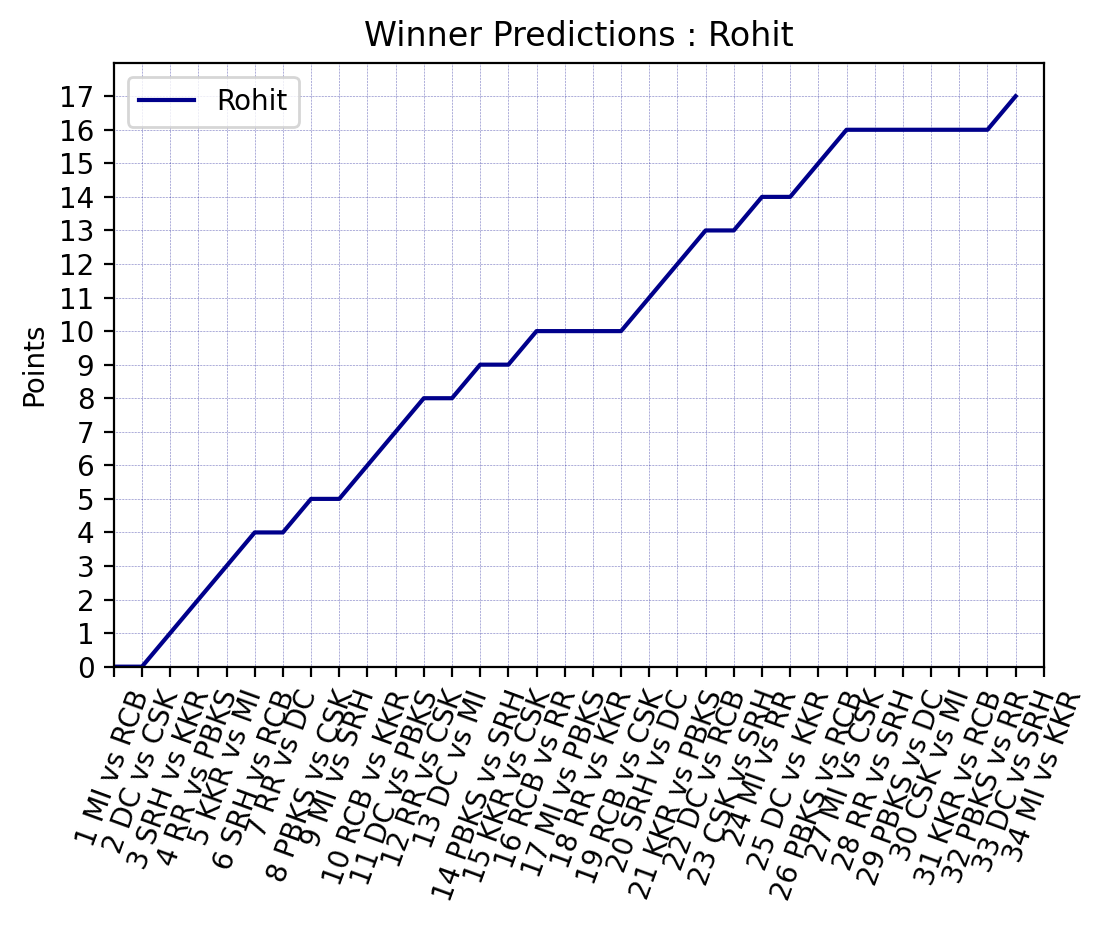 Winner Predictions : Rohit
Rohit
Points
17
16
15
14
13
12
11
10
9
8
7
6
5
4
3
2
1
0
1 MI vs RCB
2 DC vs CSK
3 SRH vs KKR
4 RR vs PBKS
5 KKR vs MI
6 SRH vs RCB
7 RR vs DC
8 PBKS vs CSK
9 MI vs SRH
10 RCB vs KKR
11 DC vs PBKS
12 RR vs CSK
13 DC vs MI
14 PBKS vs SRH
15 KKR vs CSK
16 RCB vs RR
17 MI vs PBKS
18 RR vs KKR
19 RCB vs CSK
20 SRH vs DC
21 KKR vs PBKS
22 DC vs RCB
23 CSK vs SRH
24 MI vs RR
25 DC vs KKR
26 PBKS vs RCB
27 MI vs CSK
28 RR vs SRH
29 PBKS vs DC
30 CSK vs MI
31 KKR vs RCB
32 PBKS vs RR
33 DC vs SRH
34 MI vs KKR